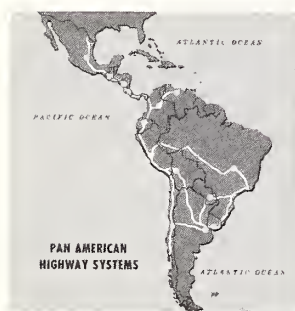 ATLANTIC OCEAN
PACIFIC OCEAN
PAN AMERICAN
HIGHWAY SYSTEMS
ATLANTIC OCEAN